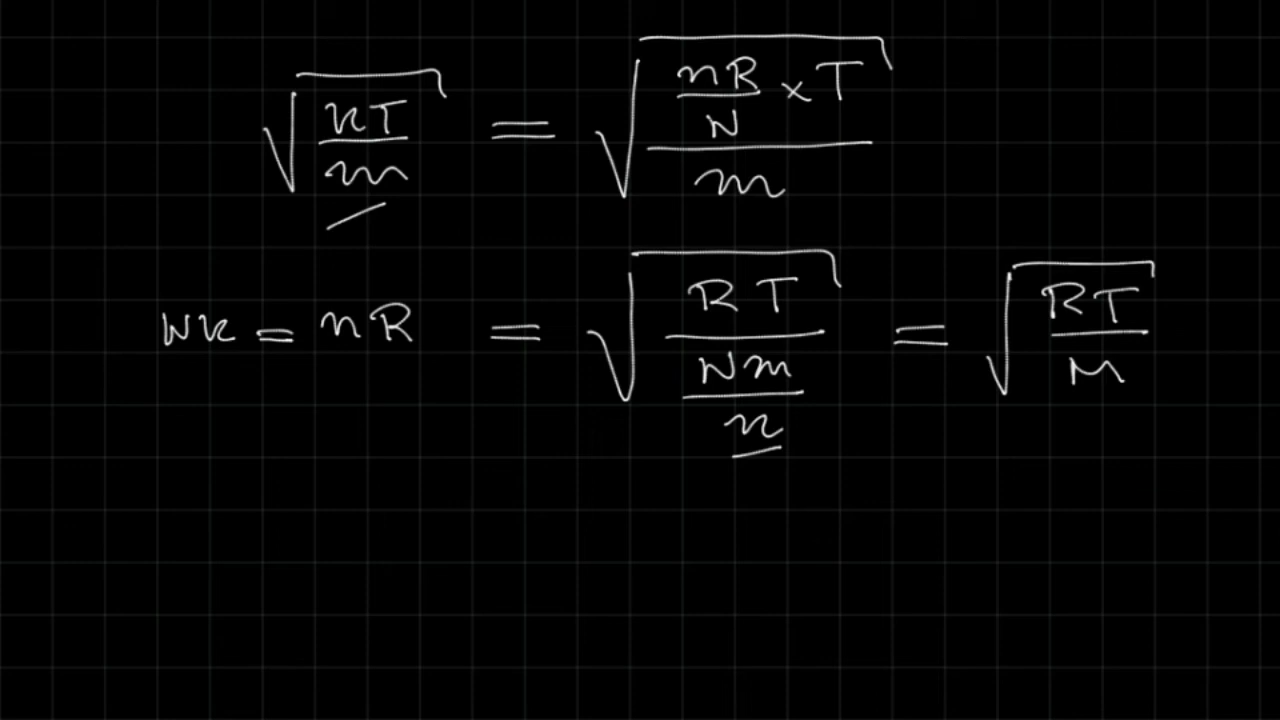 √(kT/m) = √((nR/N × T)/m)
Nk = nR = √(RT/(Nm/n)) = √(RT/M)